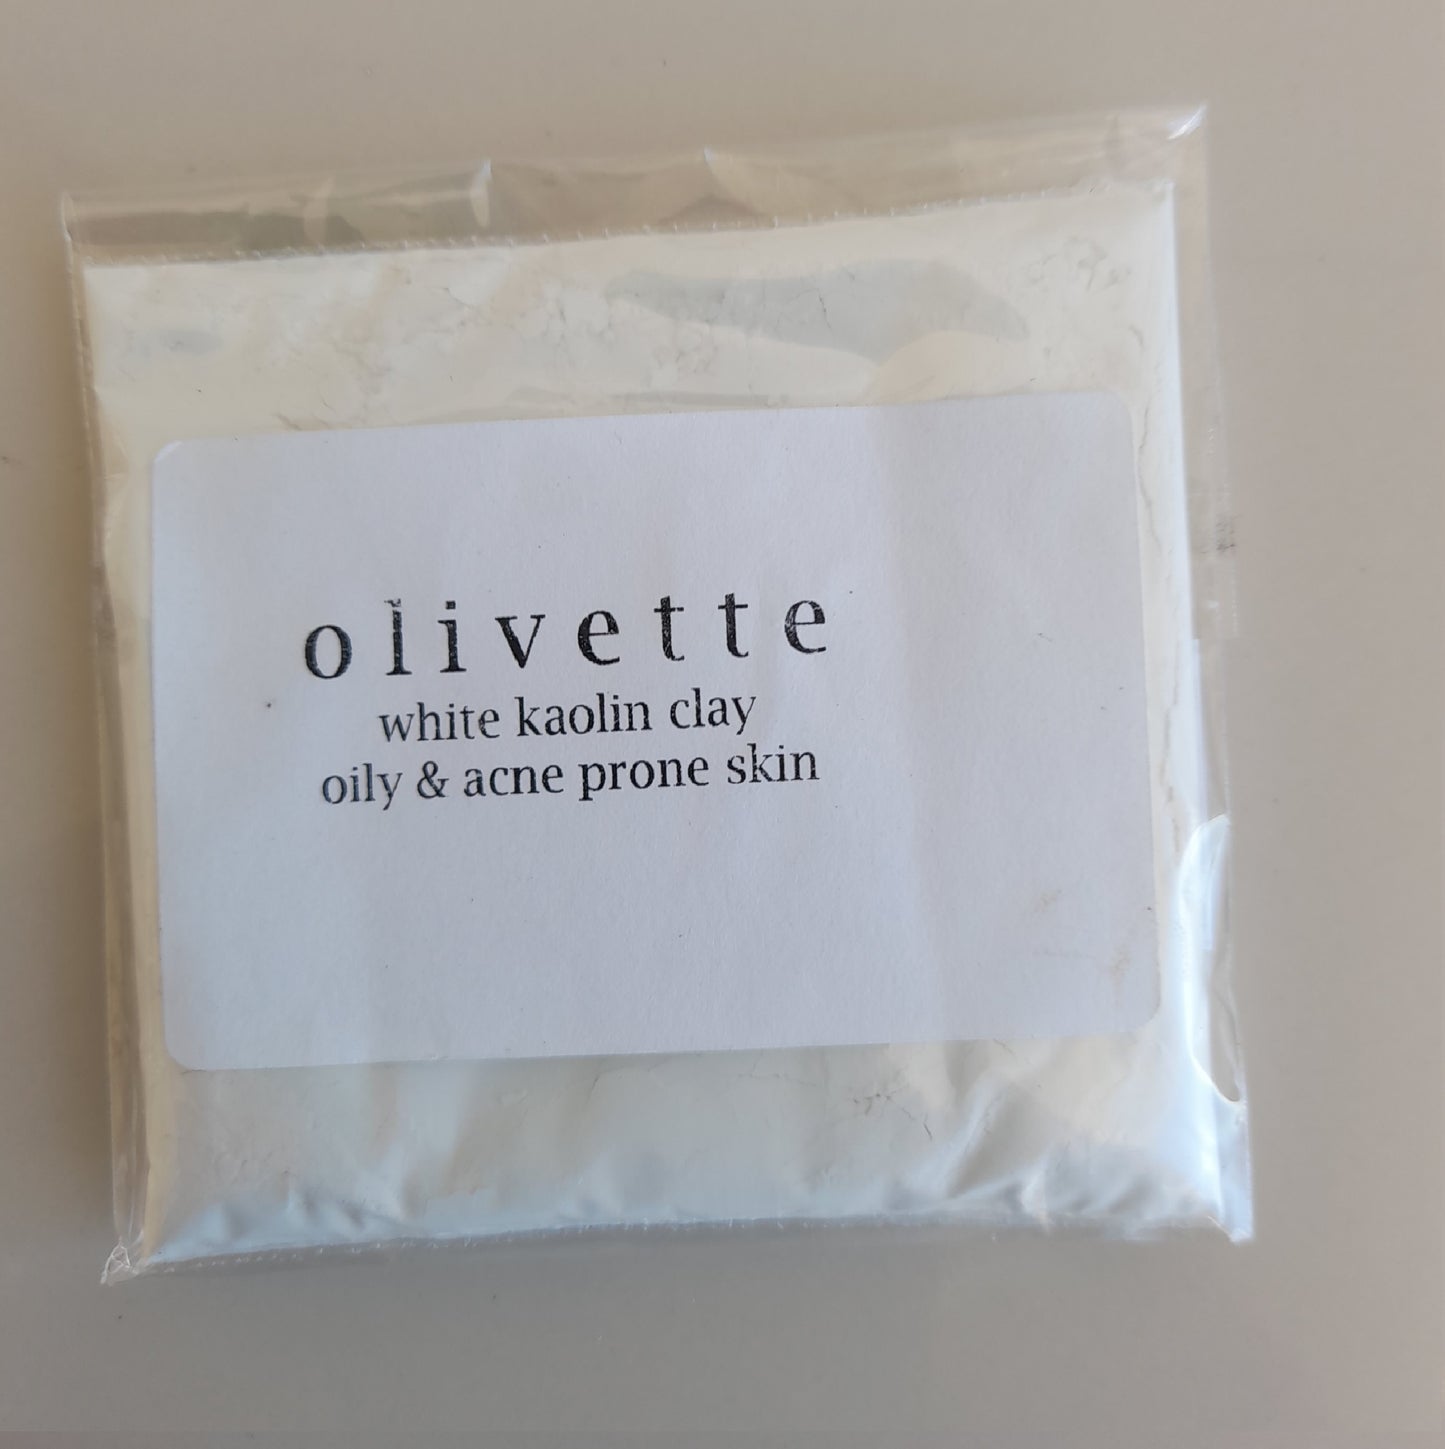 olivette
white kaolin clay
oily & acne prone skin